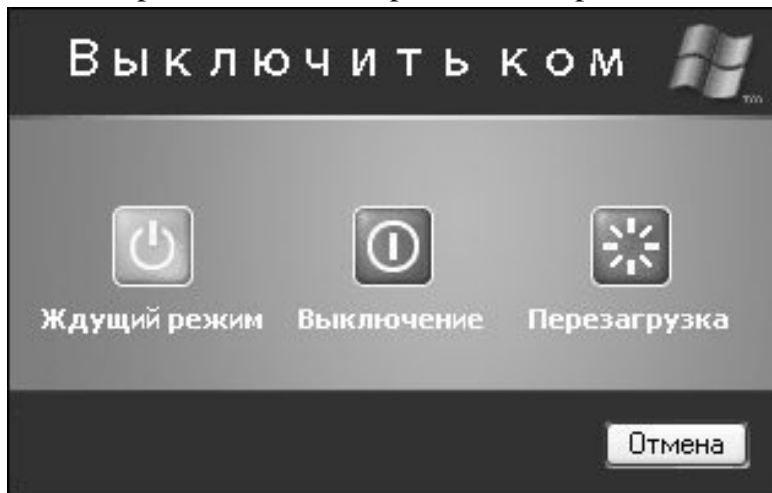 Выключить ком
Ждущий режим Выключение Перезагрузка
Отмена